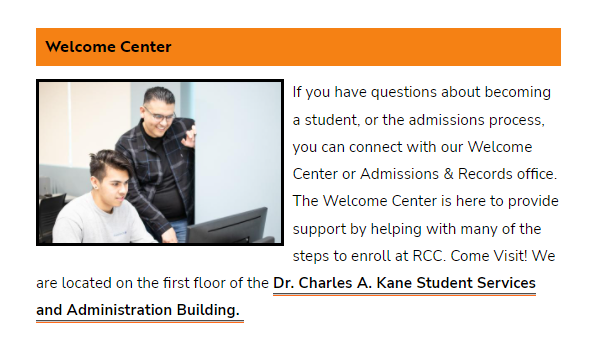 Welcome Center
If you have questions about becoming
a student, or the admissions process,
you can connect with our Welcome
Center or Admissions & Records office.
The Welcome Center is here to provide
support by helping with many of the
steps to enroll at RCC. Come Visit! We
are located on the first floor of the Dr. Charles A. Kane Student Services
and Administration Building.